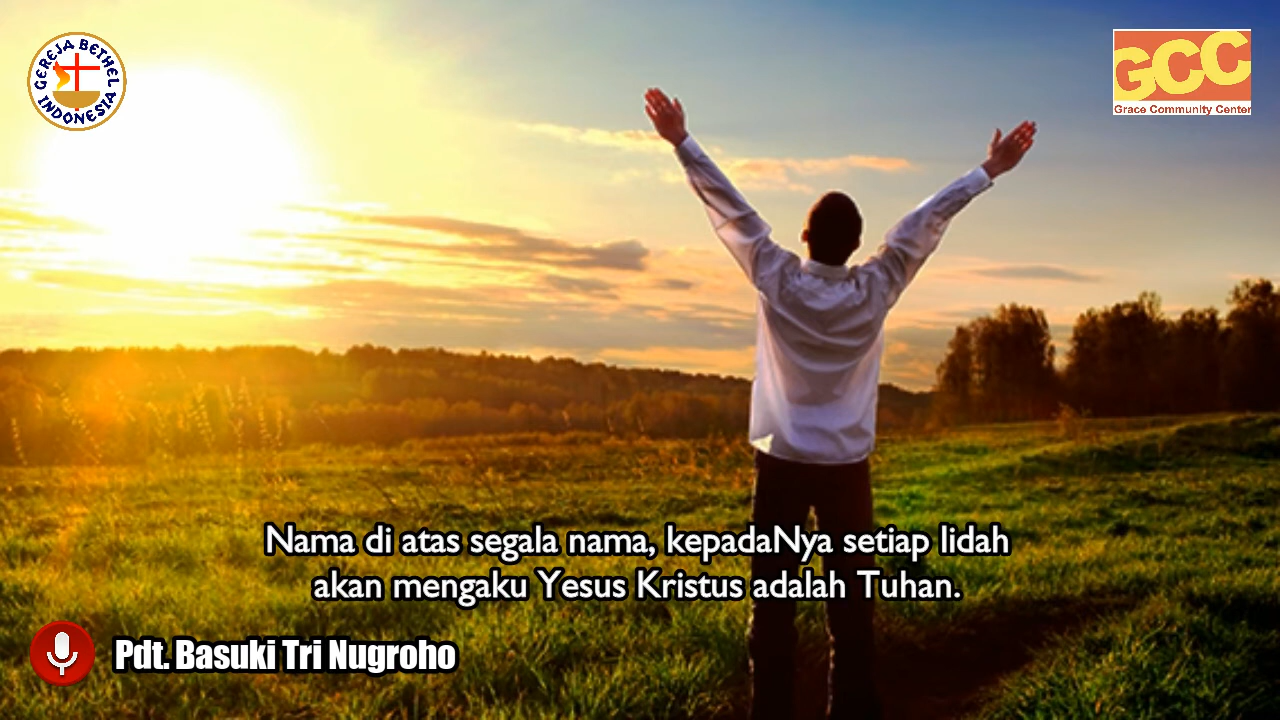 GEREJA BETHEL INDONESIA
GCC
Grace Community Center
Nama di atas segala nama, kepadaNya setiap lidah
akan mengaku Yesus Kristus adalah Tuhan.
Pdt. Basuki Tri Nugroho